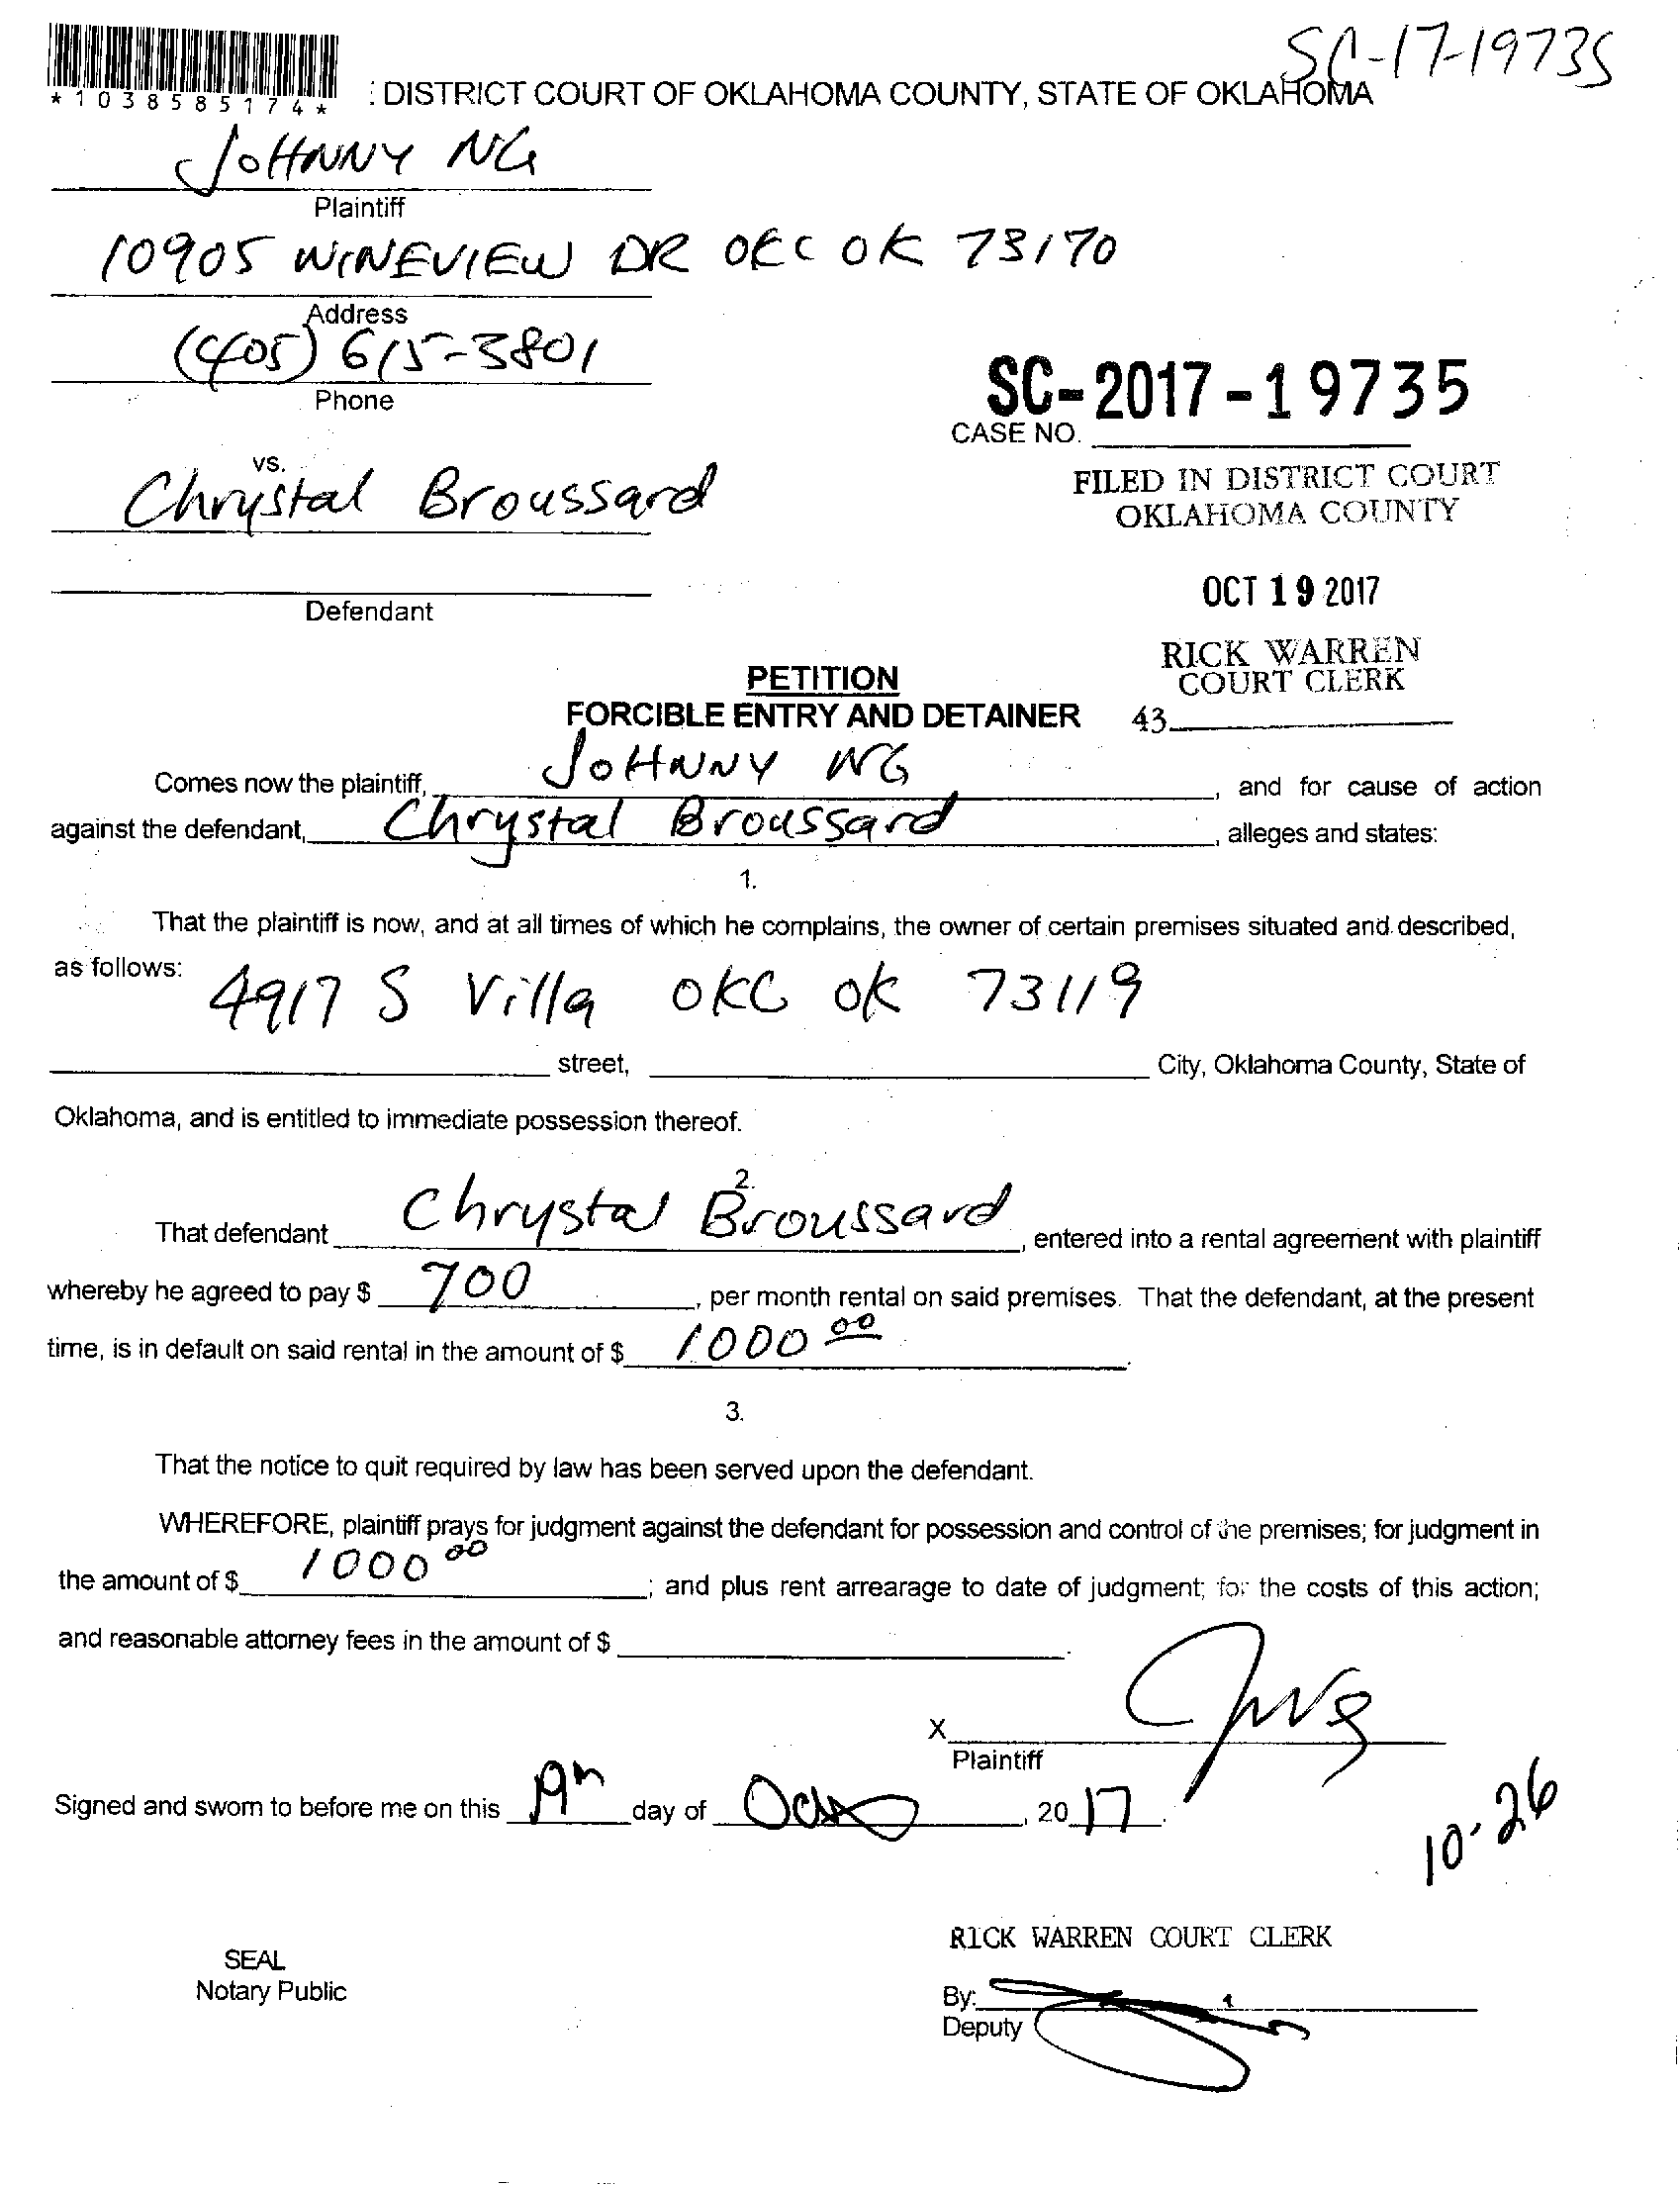 SC-17-19735
*1038585174*
: DISTRICT COURT OF OKLAHOMA COUNTY, STATE OF OKLAHOMA
JOHNNY NG
Plaintiff
10905 WINEVIEW DR OKC OK 73170
Address
(405) 615-3801
Phone
SC-2017-19735
CASE NO.
vs.
Chrystal Broussard
FILED IN DISTRICT COURT
OKLAHOMA COUNTY
Defendant
OCT 19 2017
RICK WARREN
COURT CLERK
43
PETITION
FORCIBLE ENTRY AND DETAINER
Comes now the plaintiff, JOHNNY NG, and for cause of action
against the defendant, Chrystal Broussard, alleges and states:
1.
That the plaintiff is now, and at all times of which he complains, the owner of certain premises situated and described,
as follows:
4917 S Villa OKC OK 73119
street, City, Oklahoma County, State of
Oklahoma, and is entitled to immediate possession thereof.
2.
That defendant Chrystal Broussard, entered into a rental agreement with plaintiff
whereby he agreed to pay $ 700, per month rental on said premises. That the defendant, at the present
time, is in default on said rental in the amount of $ 1000 00.
3.
That the notice to quit required by law has been served upon the defendant.
WHEREFORE, plaintiff prays for judgment against the defendant for possession and control of the premises; for judgment in
the amount of $ 1000 00; and plus rent arrearage to date of judgment; for the costs of this action;
and reasonable attorney fees in the amount of $ .
X
Plaintiff
Signed and sworn to before me on this 19th day of Oct, 2017.
10-26
RICK WARREN COURT CLERK
SEAL
Notary Public
By:
Deputy